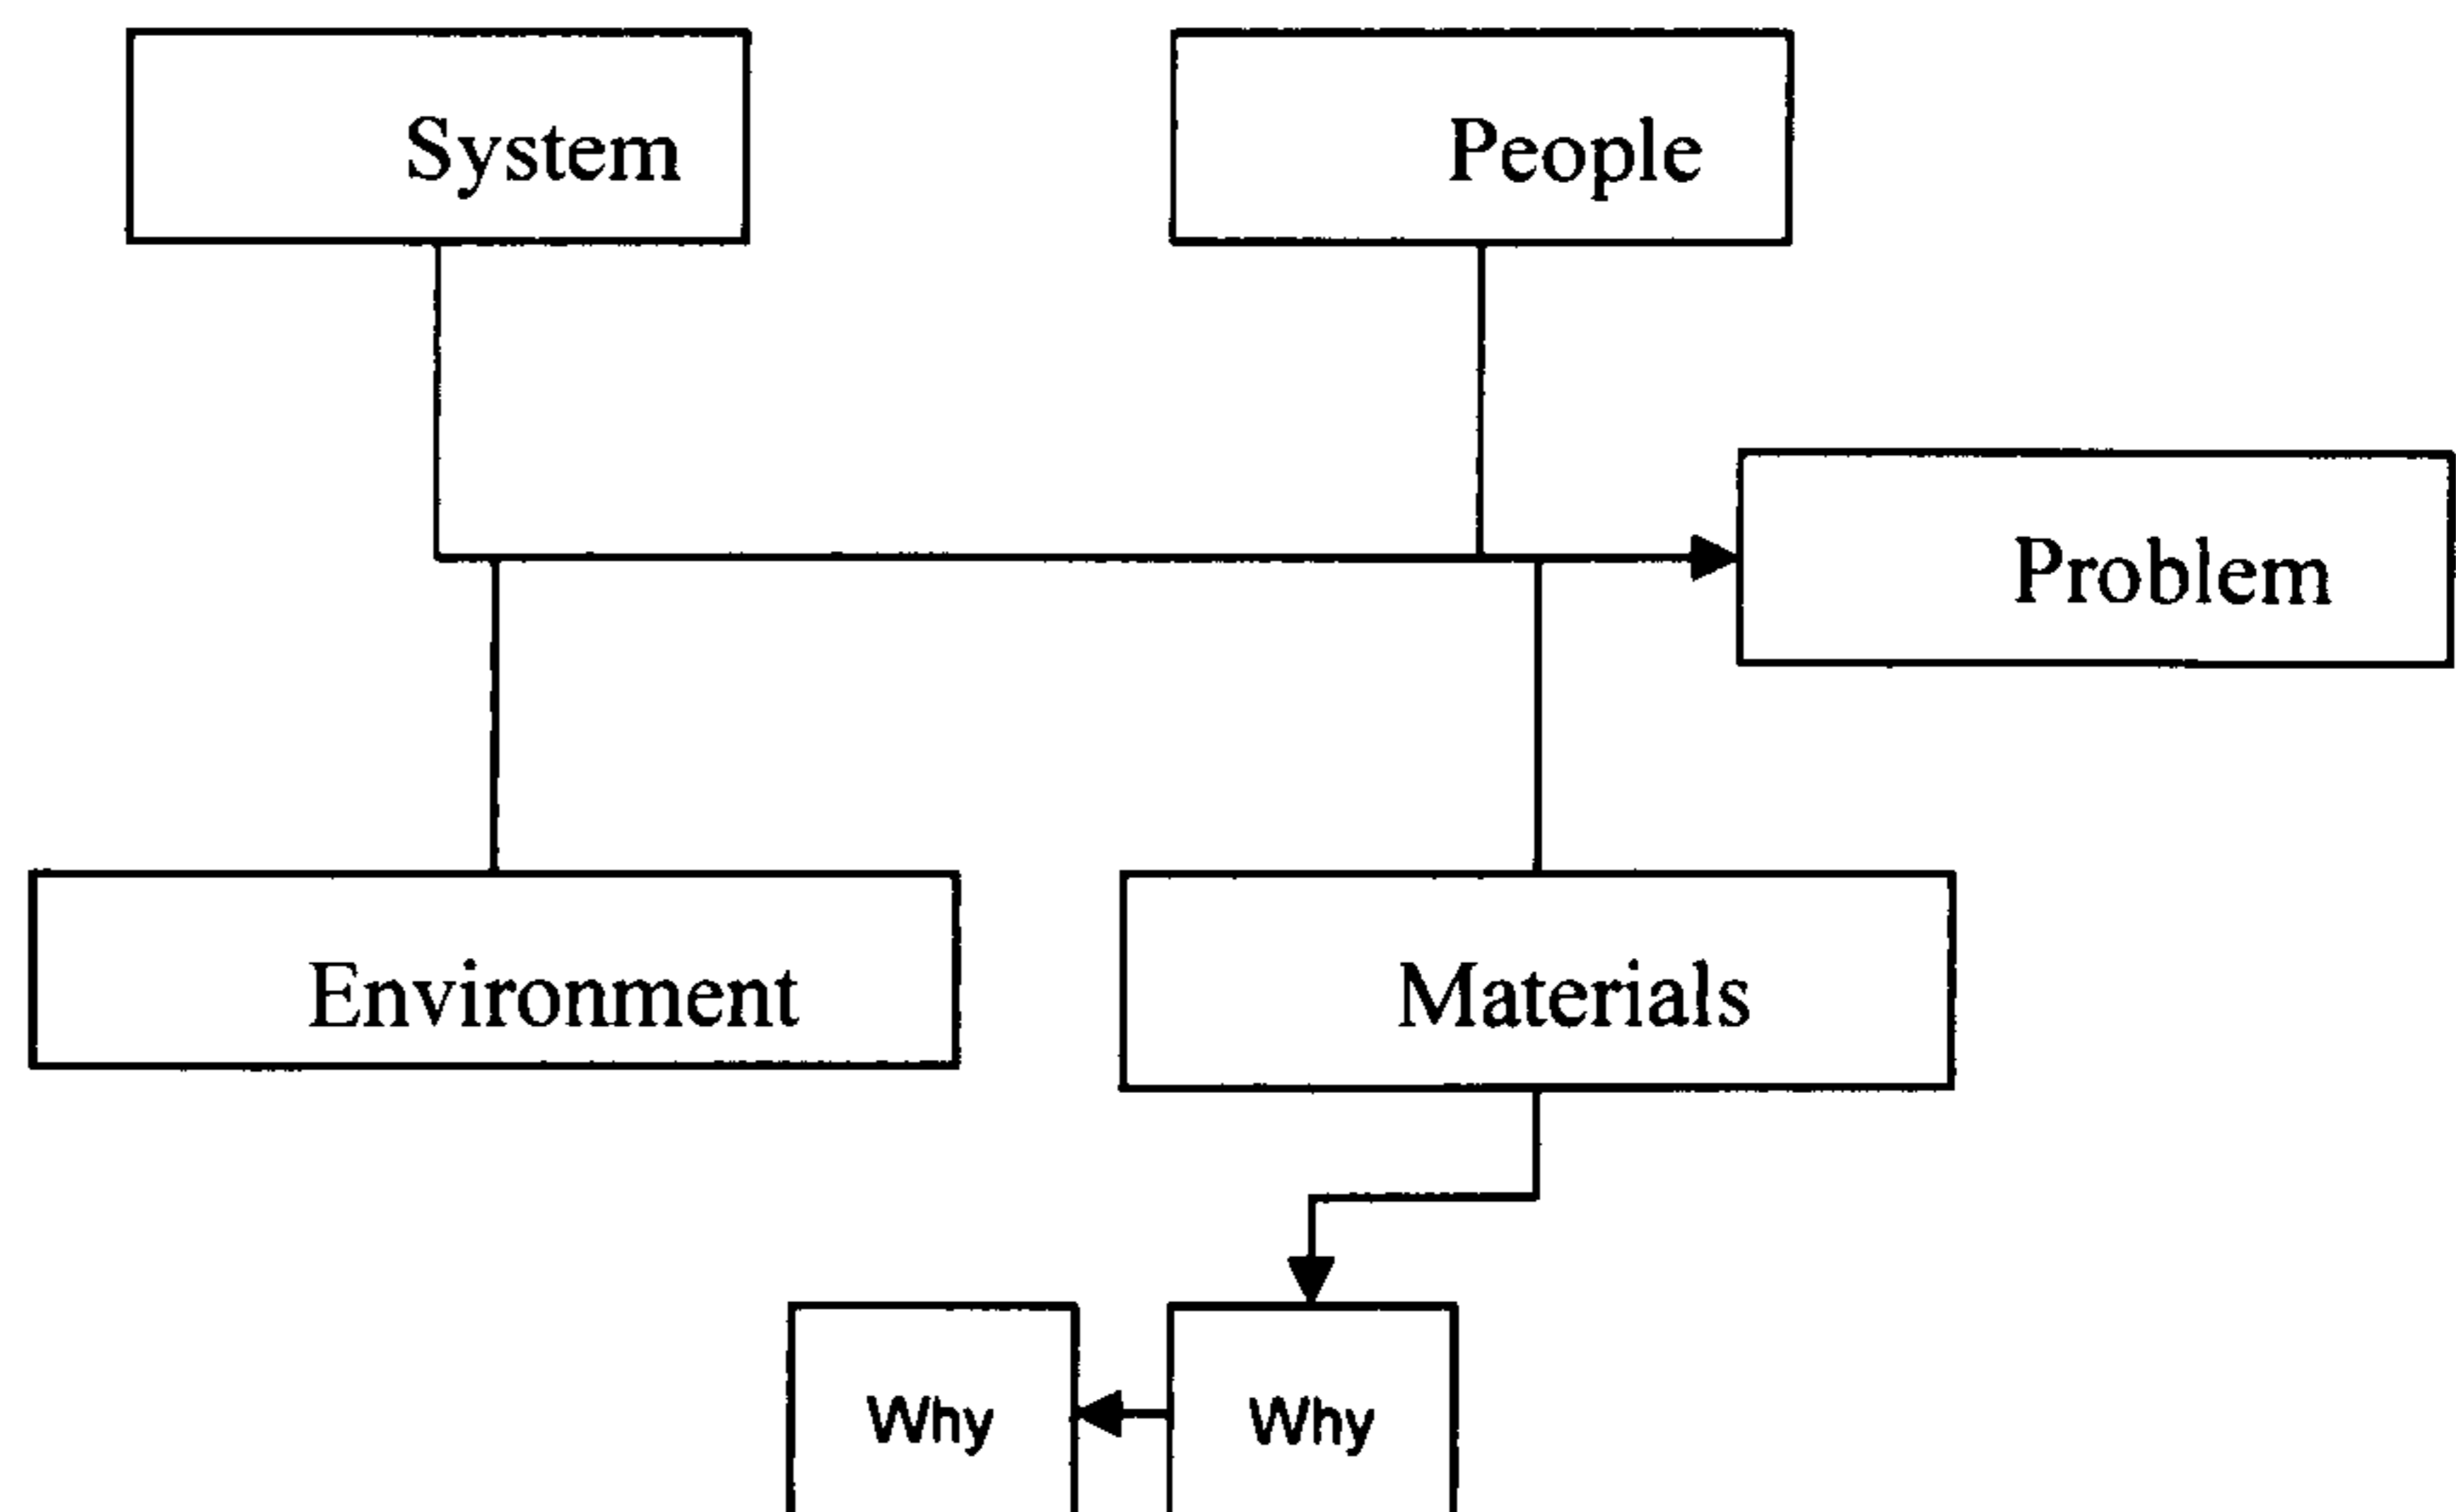 System
People
Problem
Environment
Materials
Why
Why